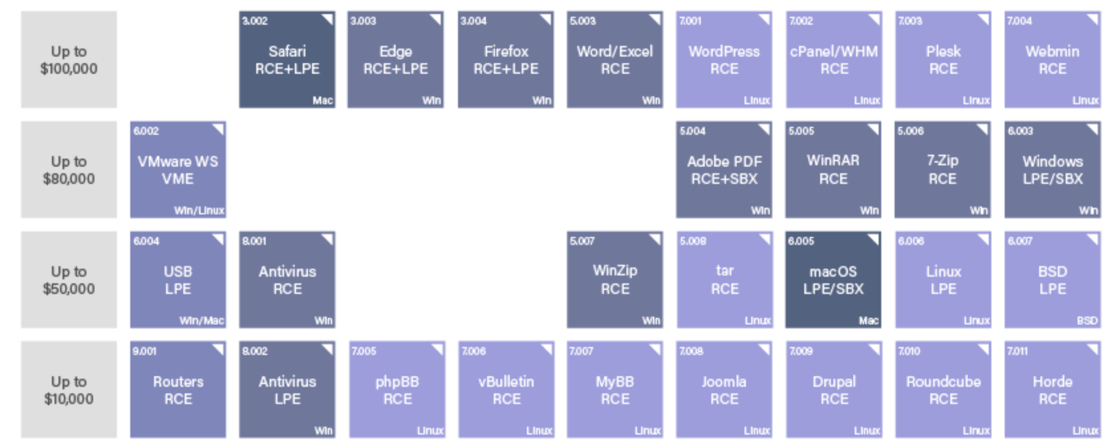 Up to
$100,000
3.002
Safari
RCE+LPE
Mac
3.003
Edge
RCE+LPE
Win
3.004
Firefox
RCE+LPE
Win
5.003
Word/Excel
RCE
Win
7.001
WordPress
RCE
Linux
7.002
cPanel/WHM
RCE
Linux
7.003
Plesk
RCE
Linux
7.004
Webmin
RCE
Linux
Up to
$80,000
6.002
VMware WS
VME
Win/Linux
5.004
Adobe PDF
RCE+SBX
Win
5.005
WinRAR
RCE
Win
5.006
7-Zip
RCE
Win
6.003
Windows
LPE/SBX
Win
Up to
$50,000
6.004
USB
LPE
Win/Mac
8.001
Antivirus
RCE
Win
5.007
WinZip
RCE
Win
5.008
tar
RCE
Linux
6.005
macOS
LPE/SBX
Mac
6.006
Linux
LPE
Linux
6.007
BSD
LPE
BSD
Up to
$10,000
9.001
Routers
RCE
8.002
Antivirus
LPE
Win
7.005
phpBB
RCE
Linux
7.006
vBulletin
RCE
Linux
7.007
MyBB
RCE
Linux
7.008
Joomla
RCE
Linux
7.009
Drupal
RCE
Linux
7.010
Roundcube
RCE
Linux
7.011
Horde
RCE
Linux